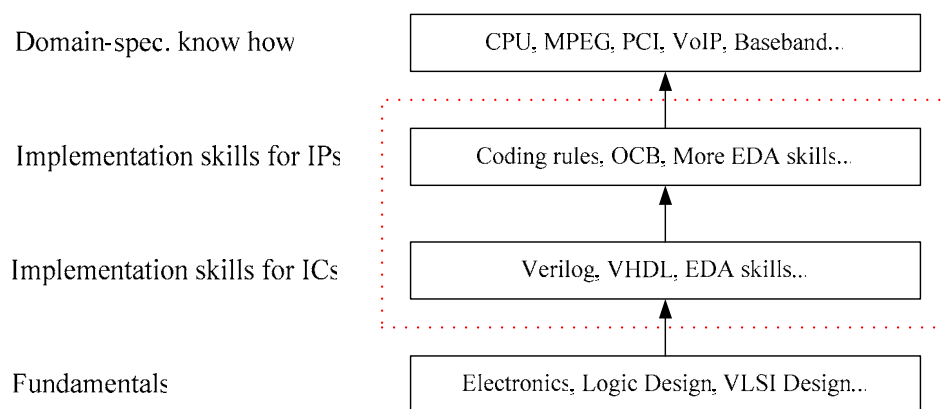 Domain-spec. know how
CPU, MPEG, PCI, VoIP, Baseband...
Implementation skills for IPs
Coding rules, OCB, More EDA skills...
Implementation skills for ICs
Verilog, VHDL, EDA skills...
Fundamentals
Electronics, Logic Design, VLSI Design...